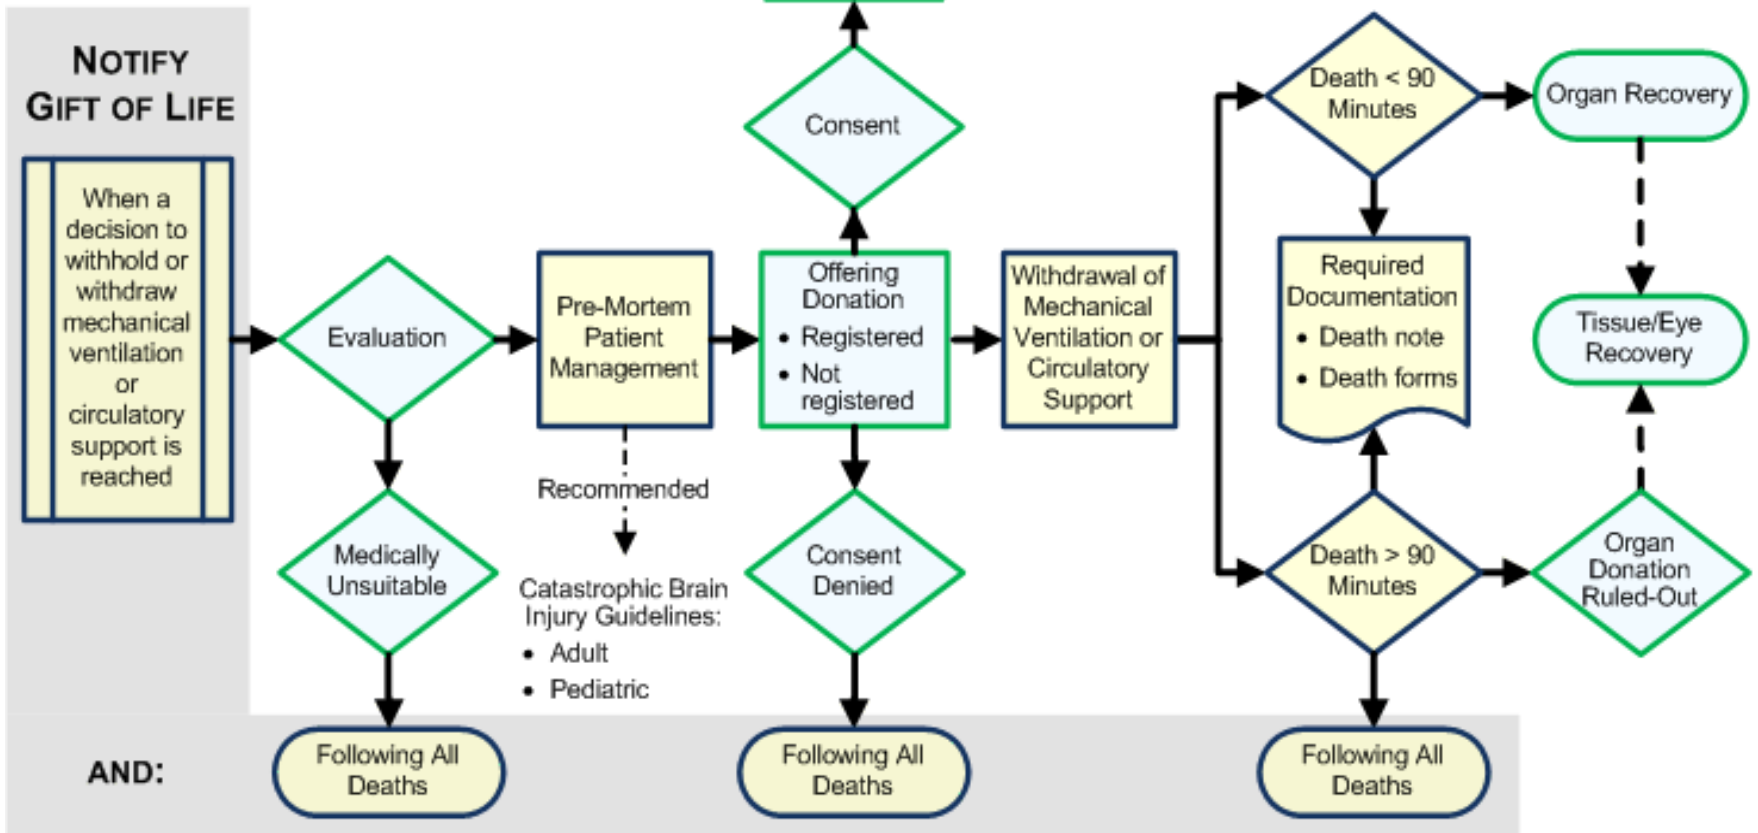 NOTIFY
GIFT OF LIFE
When a
decision to
withhold or
withdraw
mechanical
ventilation
or
circulatory
support is
reached
Evaluation
Medically
Unsuitable
Pre-Mortem
Patient
Management
Recommended
Catastrophic Brain
Injury Guidelines:
• Adult
• Pediatric
Consent
Offering
Donation
• Registered
• Not
registered
Consent
Denied
Withdrawal of
Mechanical
Ventilation or
Circulatory
Support
Death < 90
Minutes
Required
Documentation
• Death note
• Death forms
Death > 90
Minutes
Organ Recovery
Tissue/Eye
Recovery
Organ
Donation
Ruled-Out
AND:
Following All
Deaths
Following All
Deaths
Following All
Deaths